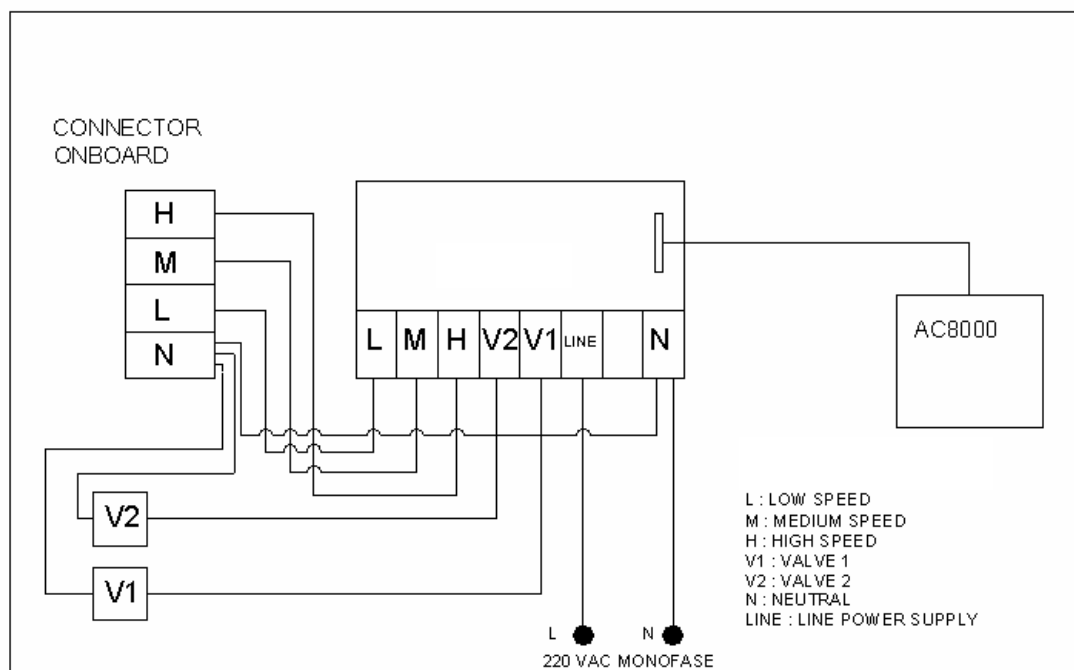 CONNECTOR
ONBOARD
H
M
L
N
L M H V2 V1 LINE N
AC8000
V2
V1
L : LOW SPEED
M : MEDIUM SPEED
H : HIGH SPEED
V1 : VALVE 1
V2 : VALVE 2
N : NEUTRAL
LINE : LINE POWER SUPPLY
L N
220 VAC MONOFASE